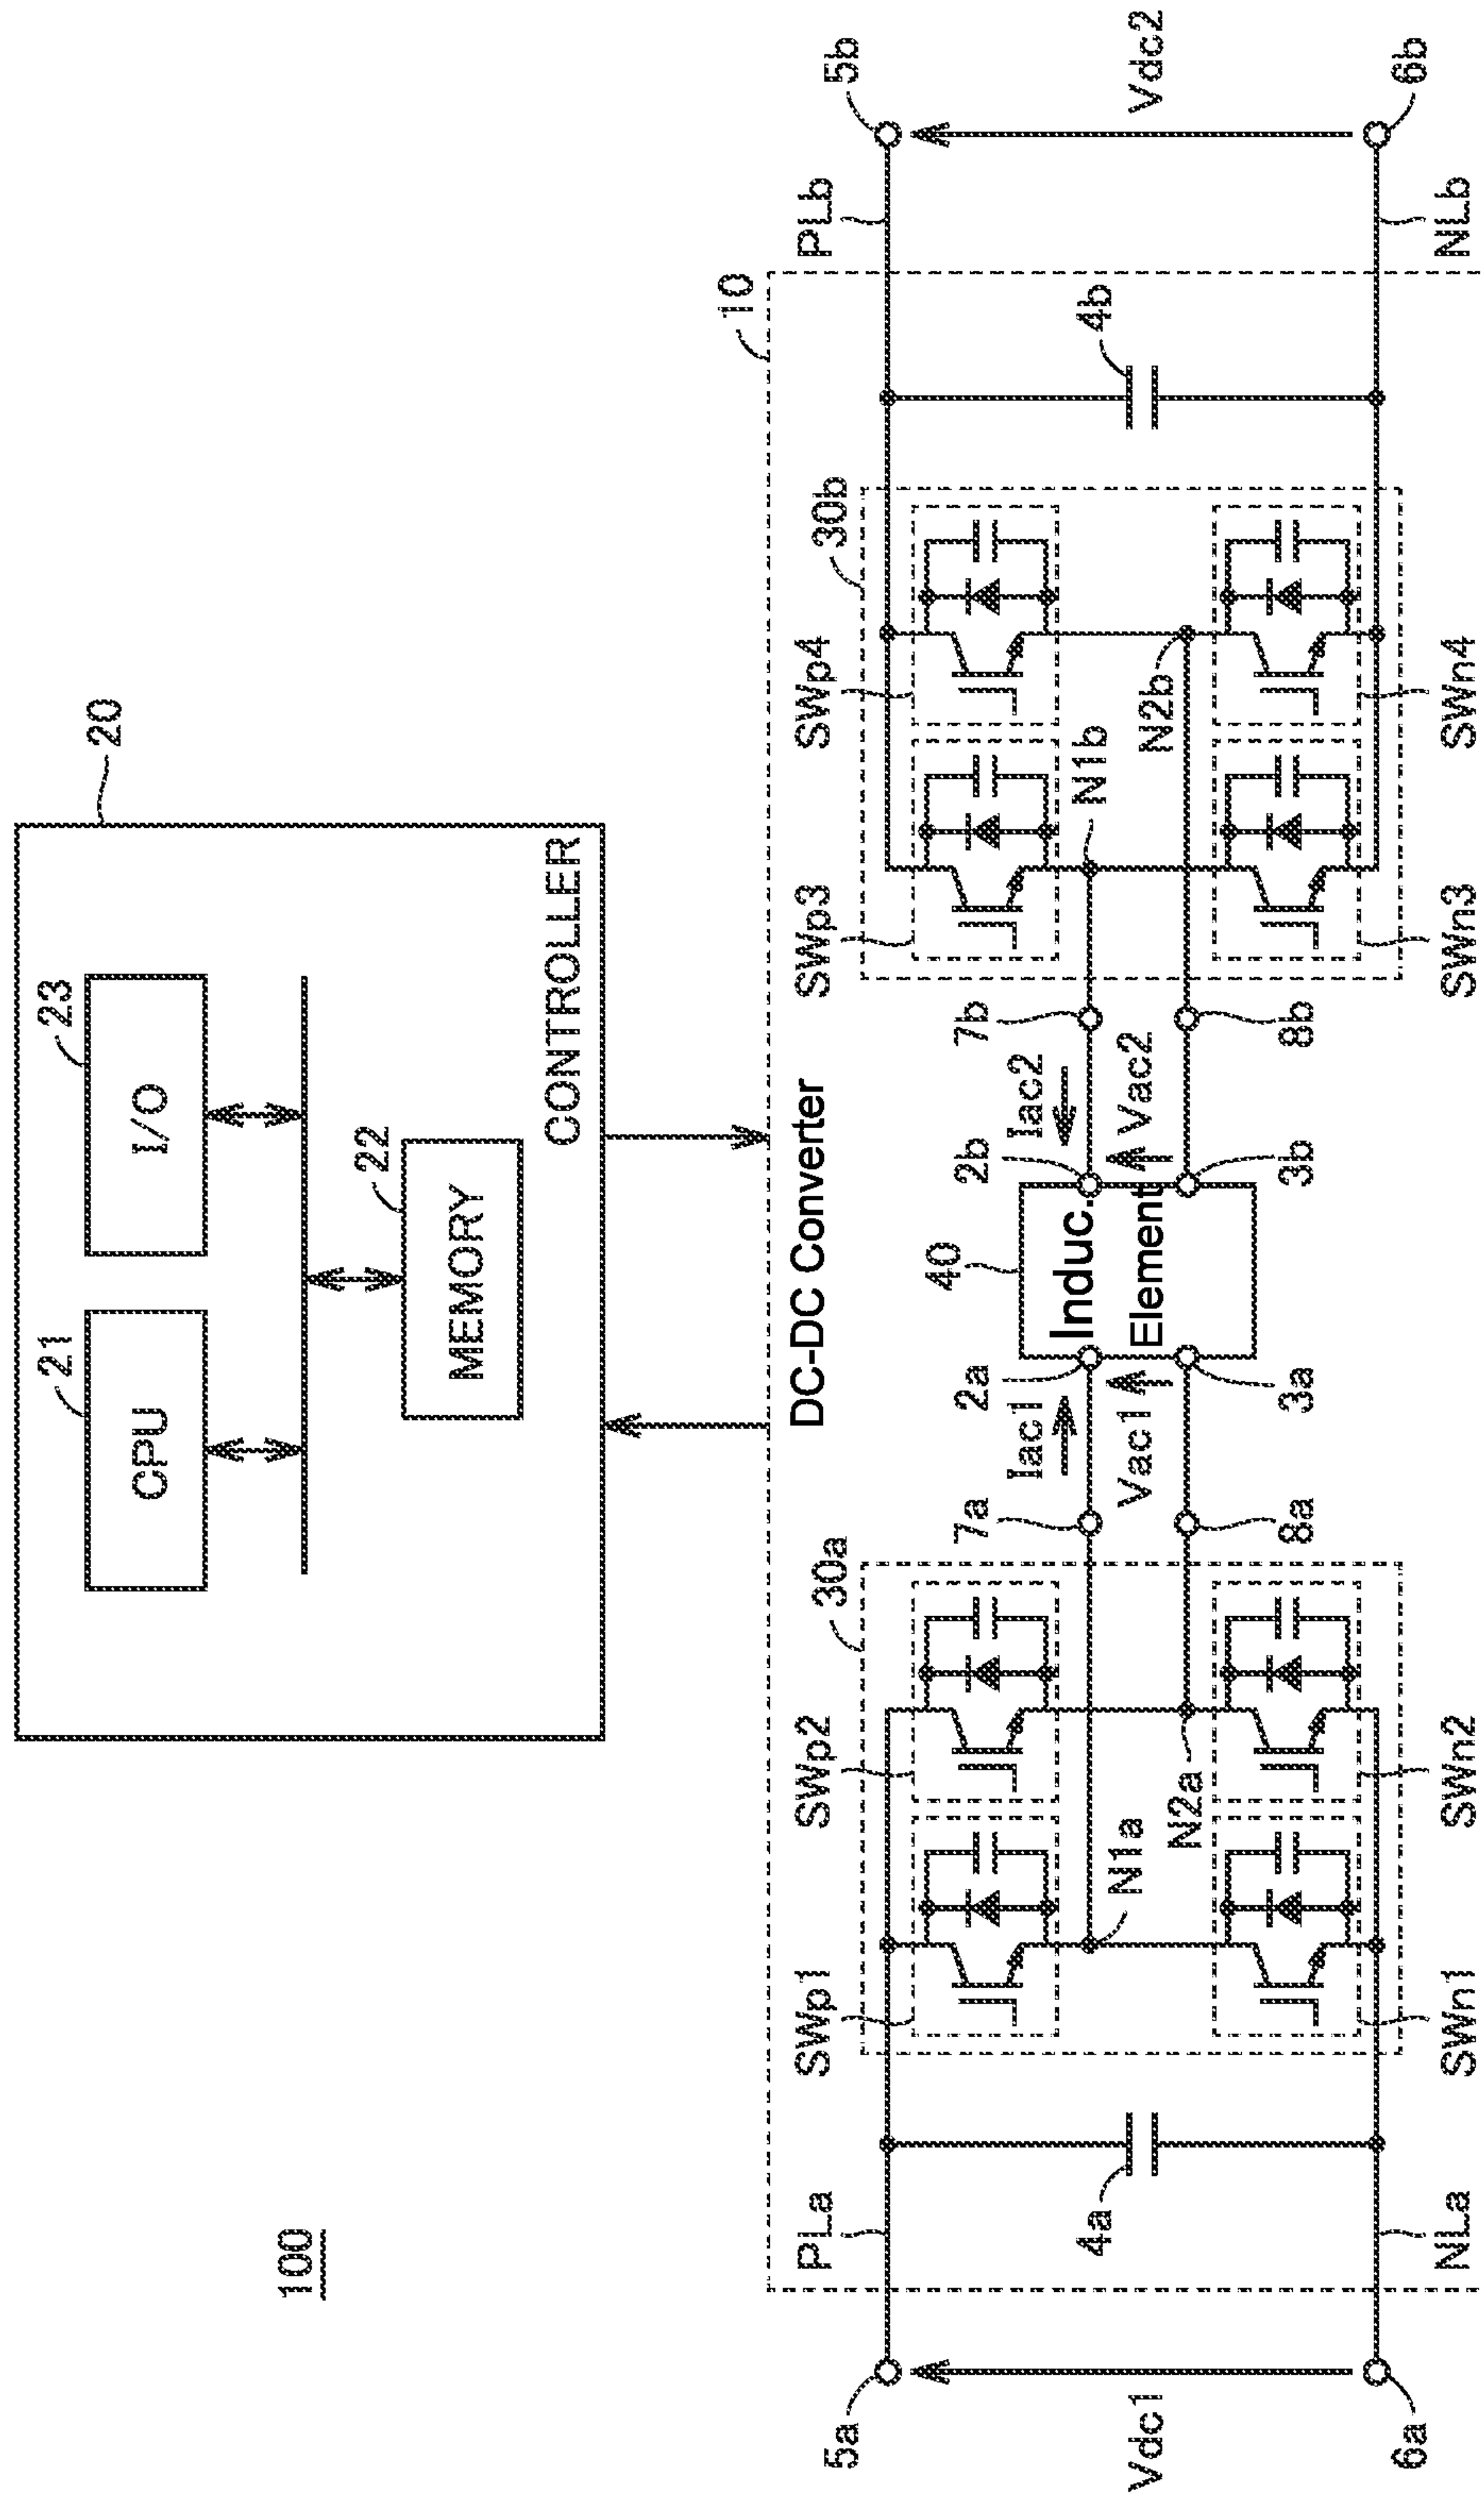 100
20
21
CPU
23
I/O
22
MEMORY
CONTROLLER
10
DC-DC Converter
5a
PLa
SWp1
SWp2
30a
SWp3
SWp4
30b
PLb
5b
7a
Iac1
2a
40
2b
Iac2
7b
N1b
4a
4b
Induc.
Element
Vdc1
N1a
Vac1
Vac2
N2b
Vdc2
N2a
8a
3a
3b
8b
6a
NLa
SWn1
SWn2
SWn3
SWn4
NLb
6b